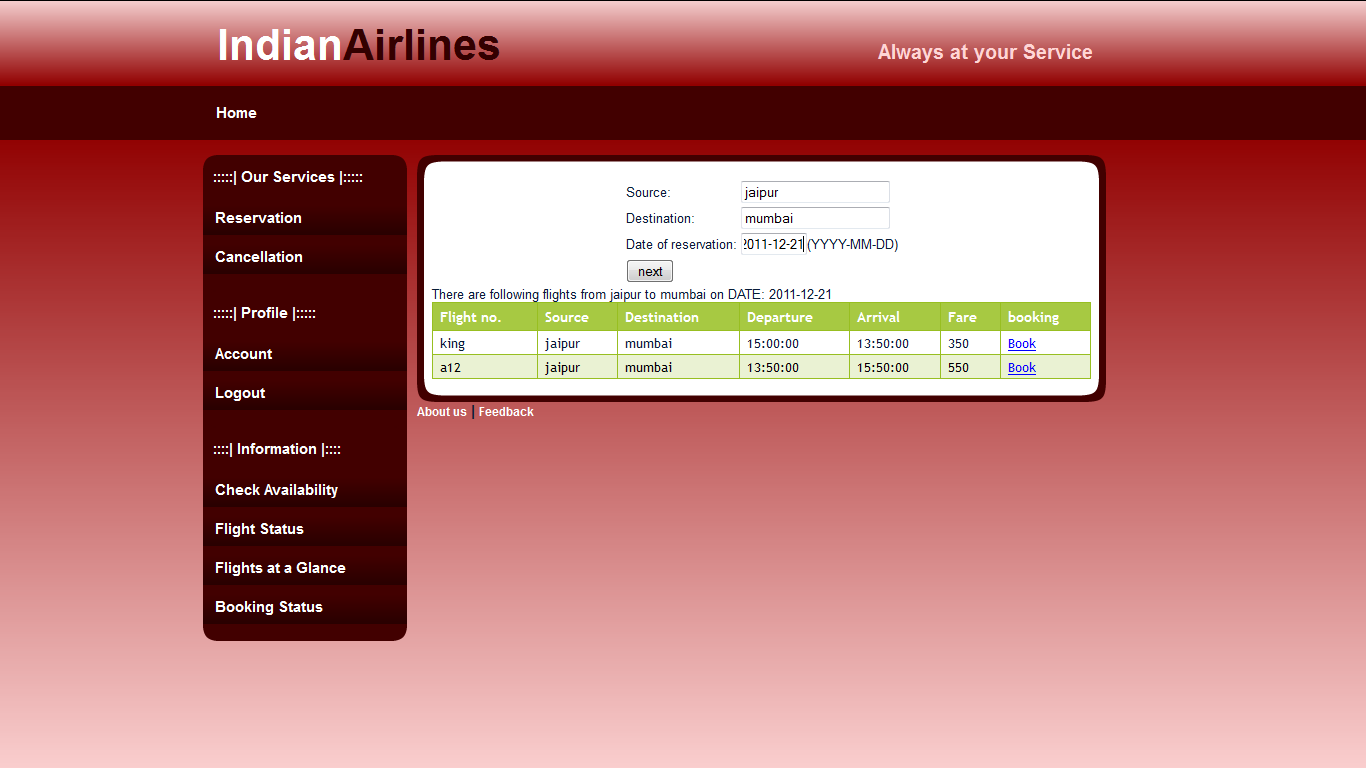 IndianAirlines
Always at your Service
Home
:::::| Our Services |:::::
Reservation
Cancellation
:::::| Profile |:::::
Account
Logout
::::| Information |::::
Check Availability
Flight Status
Flights at a Glance
Booking Status
Source: jaipur
Destination: mumbai
Date of reservation: 2011-12-21 (YYYY-MM-DD)
next
There are following flights from jaipur to mumbai on DATE: 2011-12-21
Flight no. Source Destination Departure Arrival Fare booking
king jaipur mumbai 15:00:00 13:50:00 350 Book
a12 jaipur mumbai 13:50:00 15:50:00 550 Book
About us | Feedback